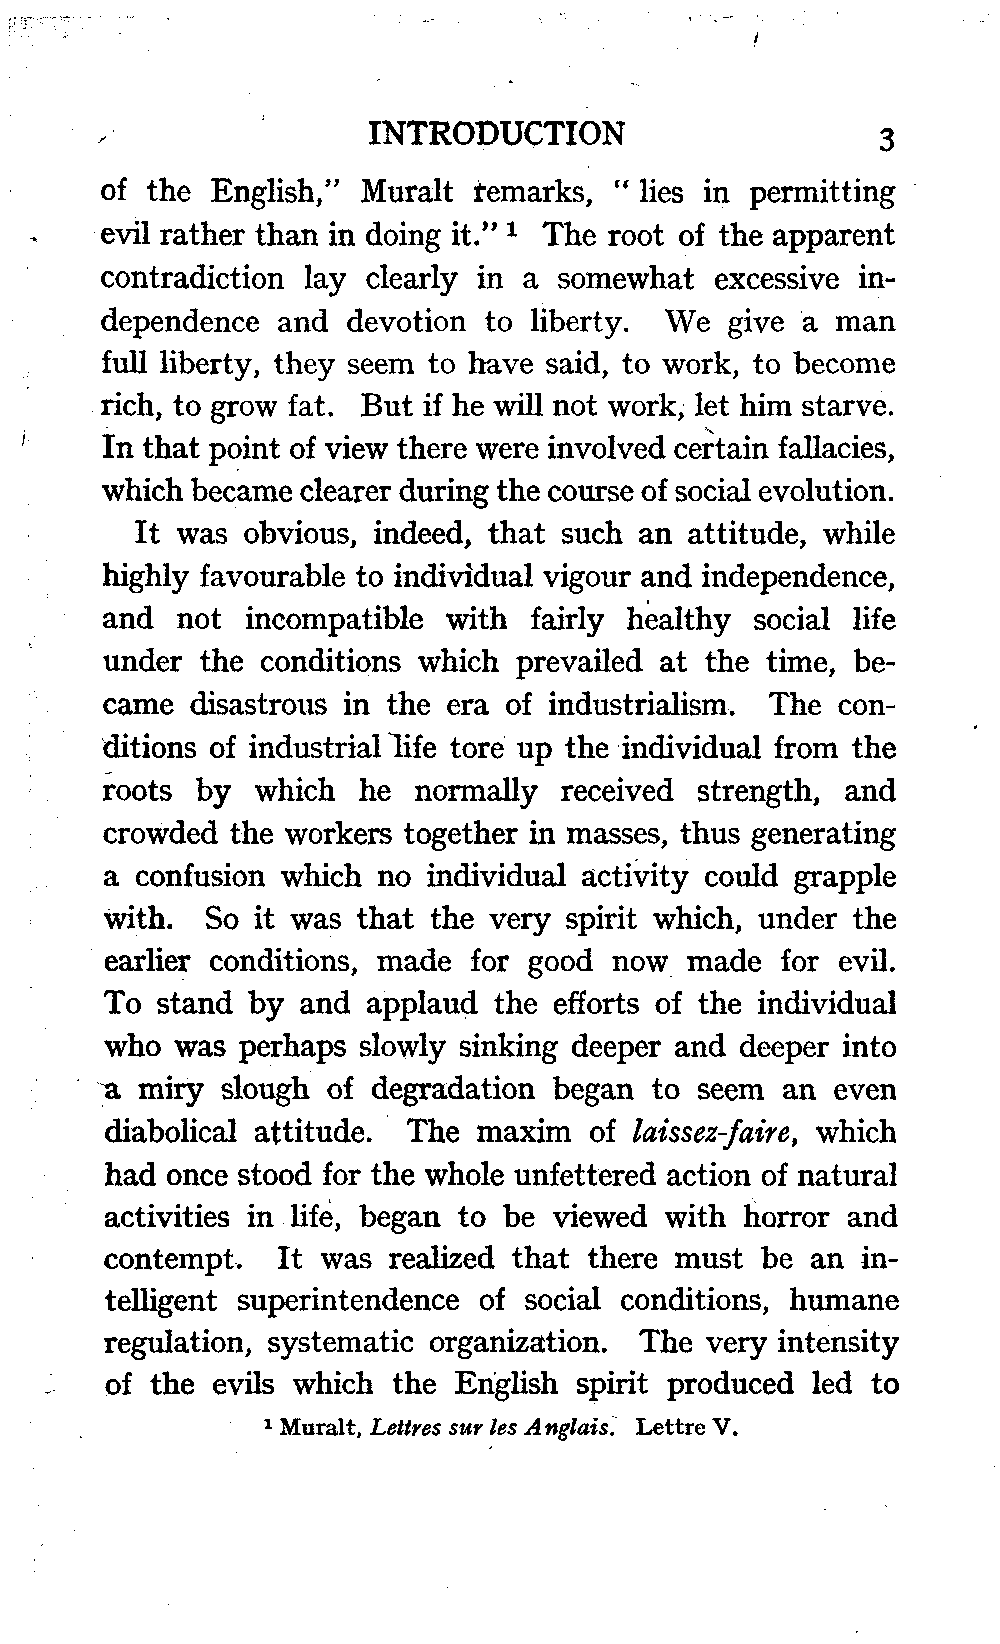 INTRODUCTION 3
of the English,” Muralt remarks, “ lies in permitting
evil rather than in doing it.” ¹ The root of the apparent
contradiction lay clearly in a somewhat excessive in-
dependence and devotion to liberty. We give a man
full liberty, they seem to have said, to work, to become
rich, to grow fat. But if he will not work, let him starve.
In that point of view there were involved certain fallacies,
which became clearer during the course of social evolution.
It was obvious, indeed, that such an attitude, while
highly favourable to individual vigour and independence,
and not incompatible with fairly healthy social life
under the conditions which prevailed at the time, be-
came disastrous in the era of industrialism. The con-
ditions of industrial life tore up the individual from the
roots by which he normally received strength, and
crowded the workers together in masses, thus generating
a confusion which no individual activity could grapple
with. So it was that the very spirit which, under the
earlier conditions, made for good now made for evil.
To stand by and applaud the efforts of the individual
who was perhaps slowly sinking deeper and deeper into
a miry slough of degradation began to seem an even
diabolical attitude. The maxim of laissez-faire, which
had once stood for the whole unfettered action of natural
activities in life, began to be viewed with horror and
contempt. It was realized that there must be an in-
telligent superintendence of social conditions, humane
regulation, systematic organization. The very intensity
of the evils which the English spirit produced led to
¹ Muralt, Lettres sur les Anglais. Lettre V.